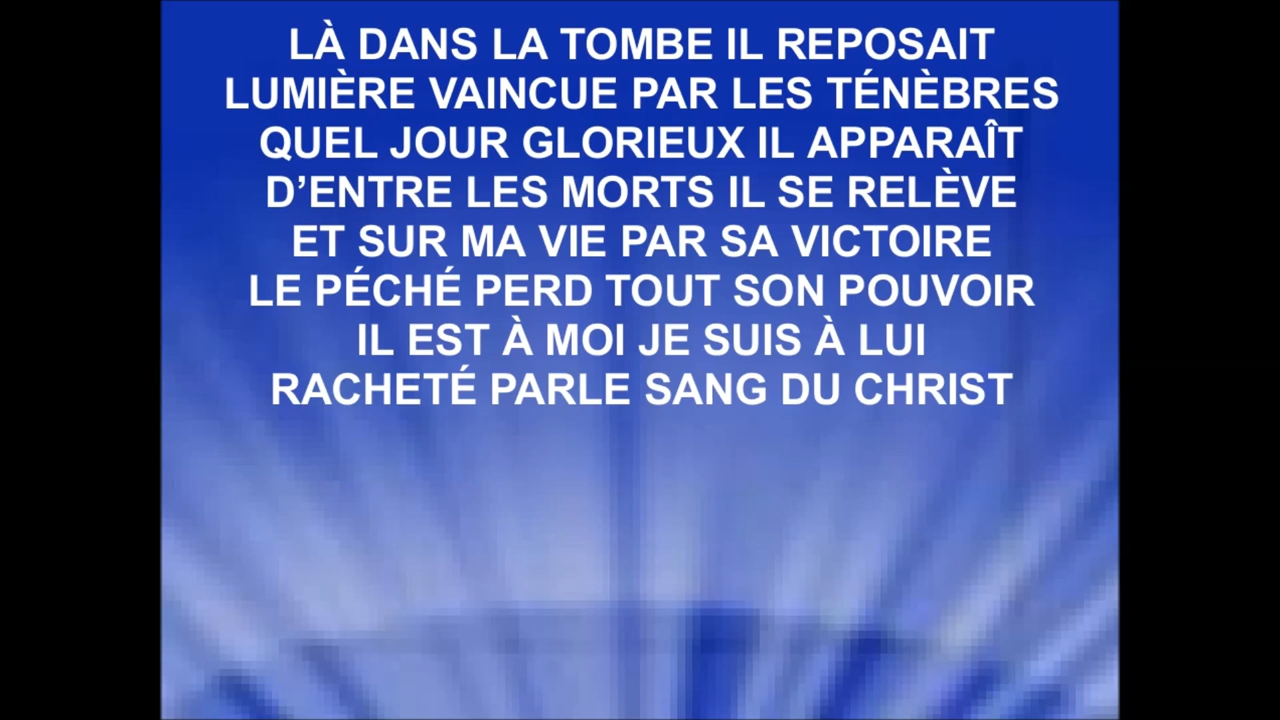 LÀ DANS LA TOMBE IL REPOSAIT
LUMIÈRE VAINCUE PAR LES TÉNÈBRES
QUEL JOUR GLORIEUX IL APPARAÎT
D’ENTRE LES MORTS IL SE RELÈVE
ET SUR MA VIE PAR SA VICTOIRE
LE PÉCHÉ PERD TOUT SON POUVOIR
IL EST À MOI JE SUIS À LUI
RACHETÉ PARLE SANG DU CHRIST